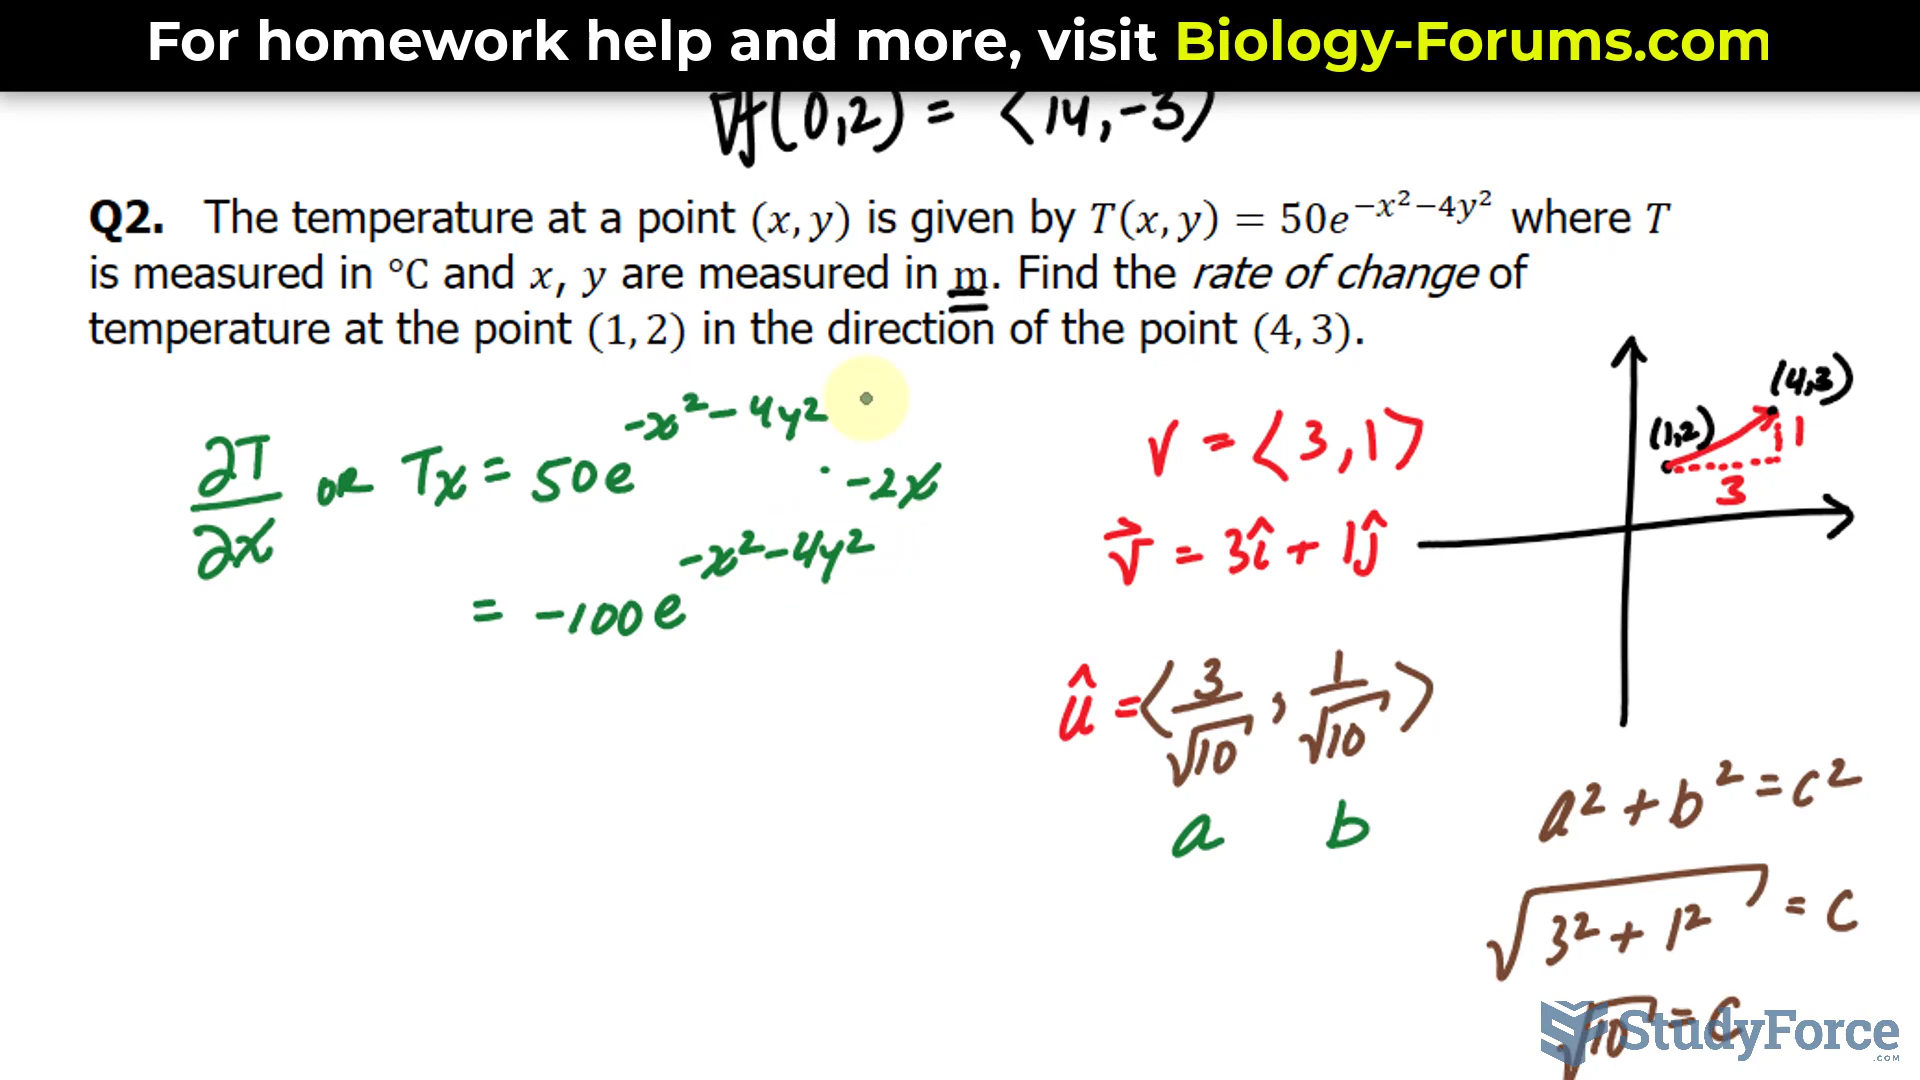 For homework help and more, visit Biology-Forums.com
∇f(0,2) = ⟨14,-3⟩
Q2. The temperature at a point (x, y) is given by T(x, y) = 50e^{-x²-4y²} where T
is measured in °C and x, y are measured in m. Find the rate of change of
temperature at the point (1, 2) in the direction of the point (4, 3).
∂T/∂x OR Tx = 50e^{-x²-4y²} · -2x
= -100e^{-x²-4y²}
v = ⟨3,1⟩
v⃗ = 3î + 1ĵ
û = ⟨3/√10, 1/√10⟩
a b
(4,3)
(1,2)
1
3
a² + b² = c²
√(3² + 1²) = c
√10 = c
StudyForce
.COM